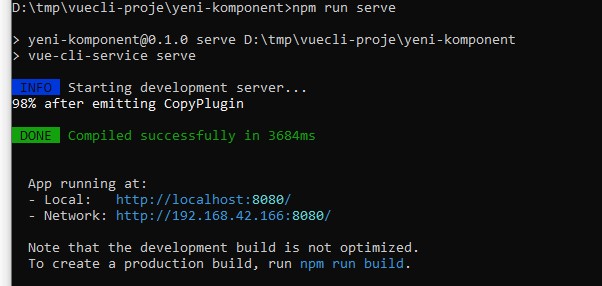 D:\tmp\vuecli-proje\yeni-komponent>npm run serve
> yeni-komponent@0.1.0 serve D:\tmp\vuecli-proje\yeni-komponent
> vue-cli-service serve
INFO Starting development server...
98% after emitting CopyPlugin
DONE Compiled successfully in 3684ms
App running at:
- Local: http://localhost:8080/
- Network: http://192.168.42.166:8080/
Note that the development build is not optimized.
To create a production build, run npm run build.